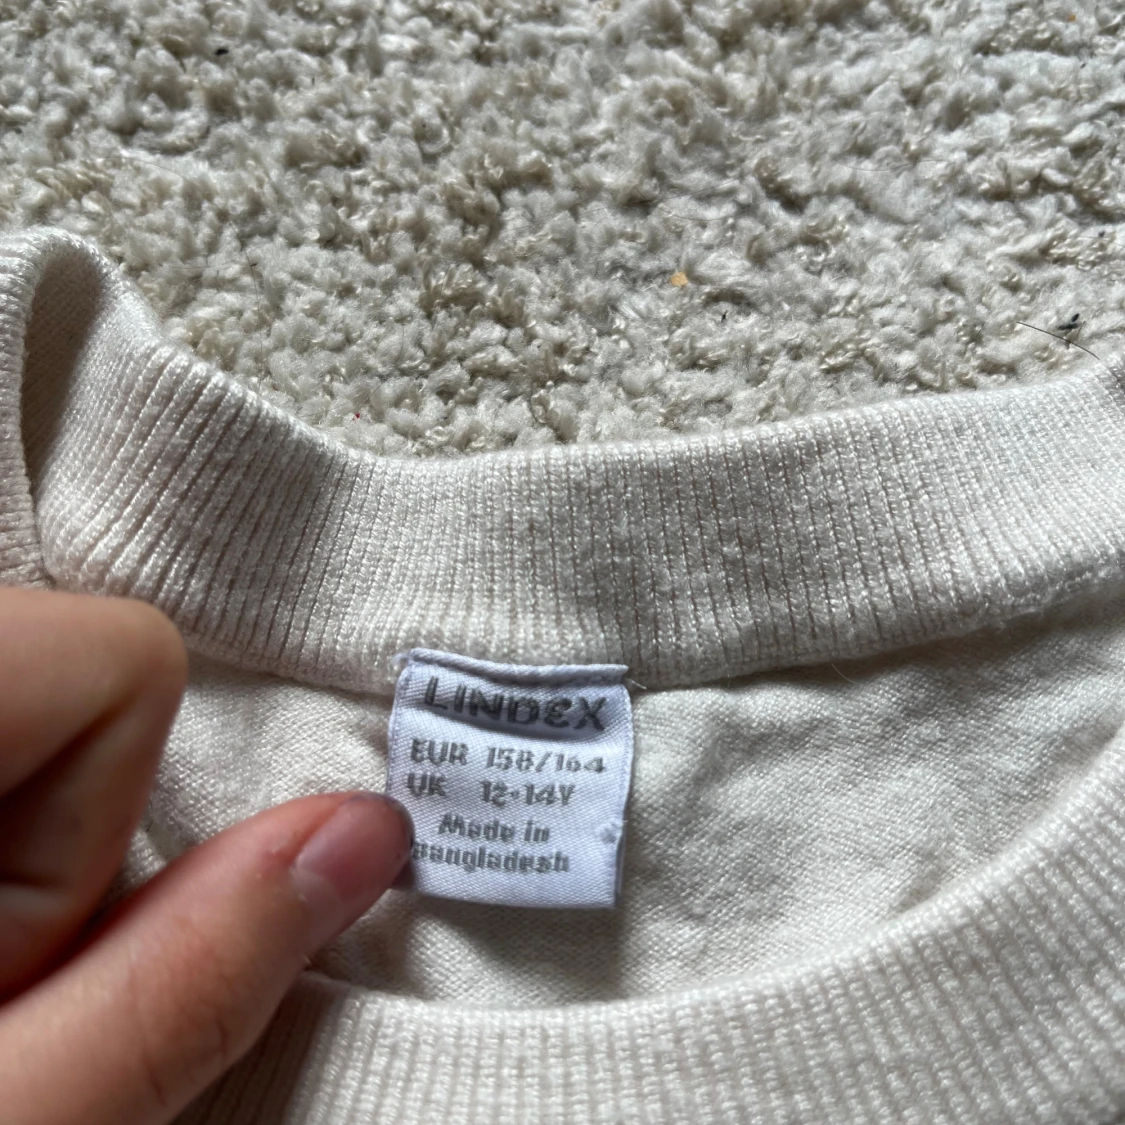 LINDEX
EUR 158/164
UK 12-14Y
Made in
Bangladesh